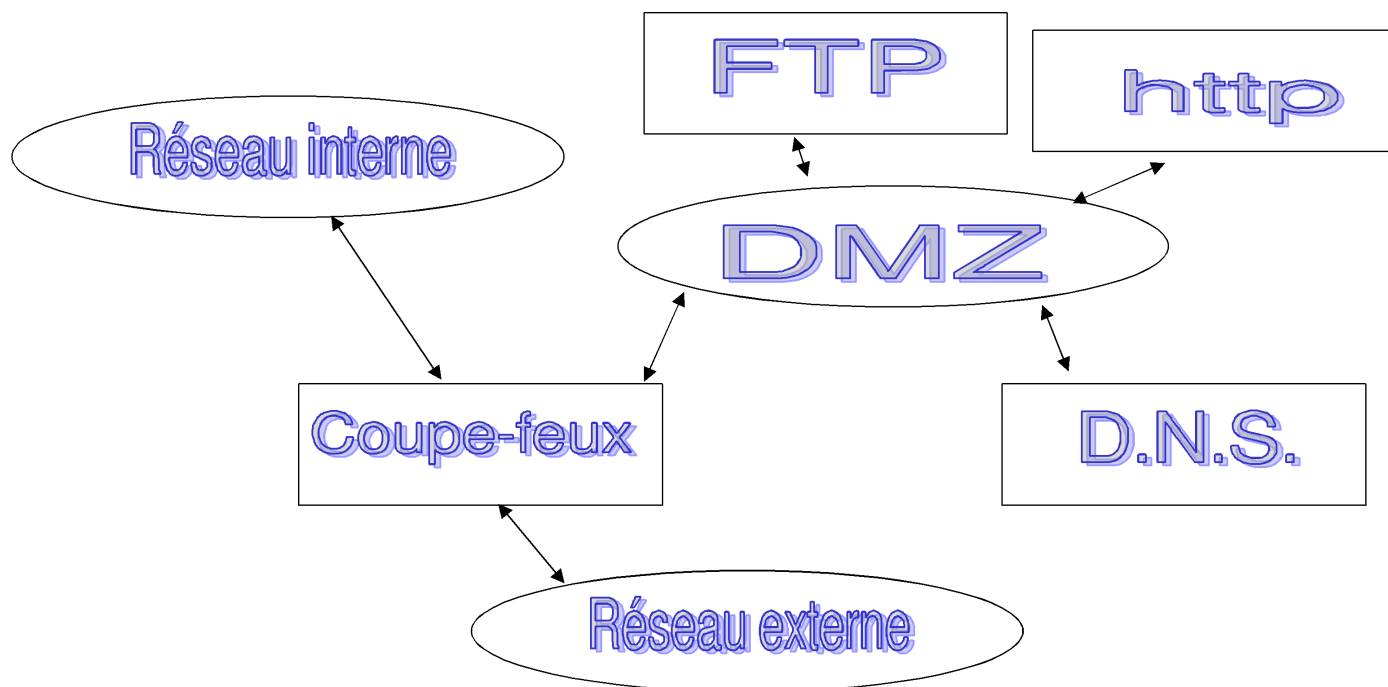 FTP
http
Réseau interne
DMZ
Coupe-feux
D.N.S.
Réseau externe